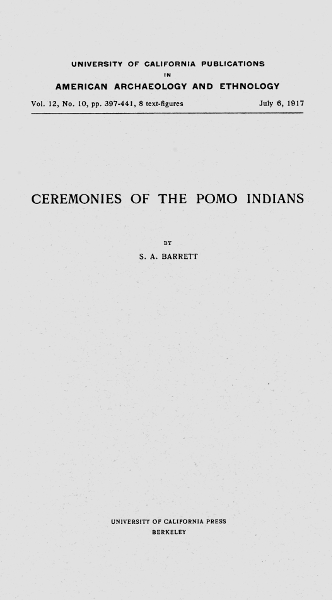 UNIVERSITY OF CALIFORNIA PUBLICATIONS
IN
AMERICAN ARCHAEOLOGY AND ETHNOLOGY
Vol. 12, No. 10, pp. 397-441, 8 text-figures July 6, 1917
CEREMONIES OF THE POMO INDIANS
BY
S. A. BARRETT
UNIVERSITY OF CALIFORNIA PRESS
BERKELEY